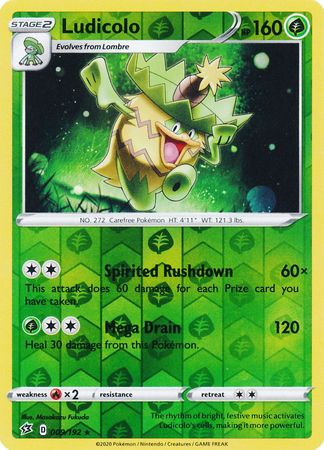 STAGE 2
Ludicolo
HP 160
Evolves from Lombre
NO. 272 Carefree Pokémon HT: 4'11" WT: 121.3 lbs.
Spirited Rushdown 60×
This attack does 60 damage for each Prize card you
have taken.
Mega Drain 120
Heal 30 damage from this Pokémon.
weakness ×2 resistance retreat
Illus. Masakazu Fukuda
D 009/192 ★
The rhythm of bright, festive music activates
Ludicolo's cells, making it more powerful.
©2020 Pokémon / Nintendo / Creatures / GAME FREAK